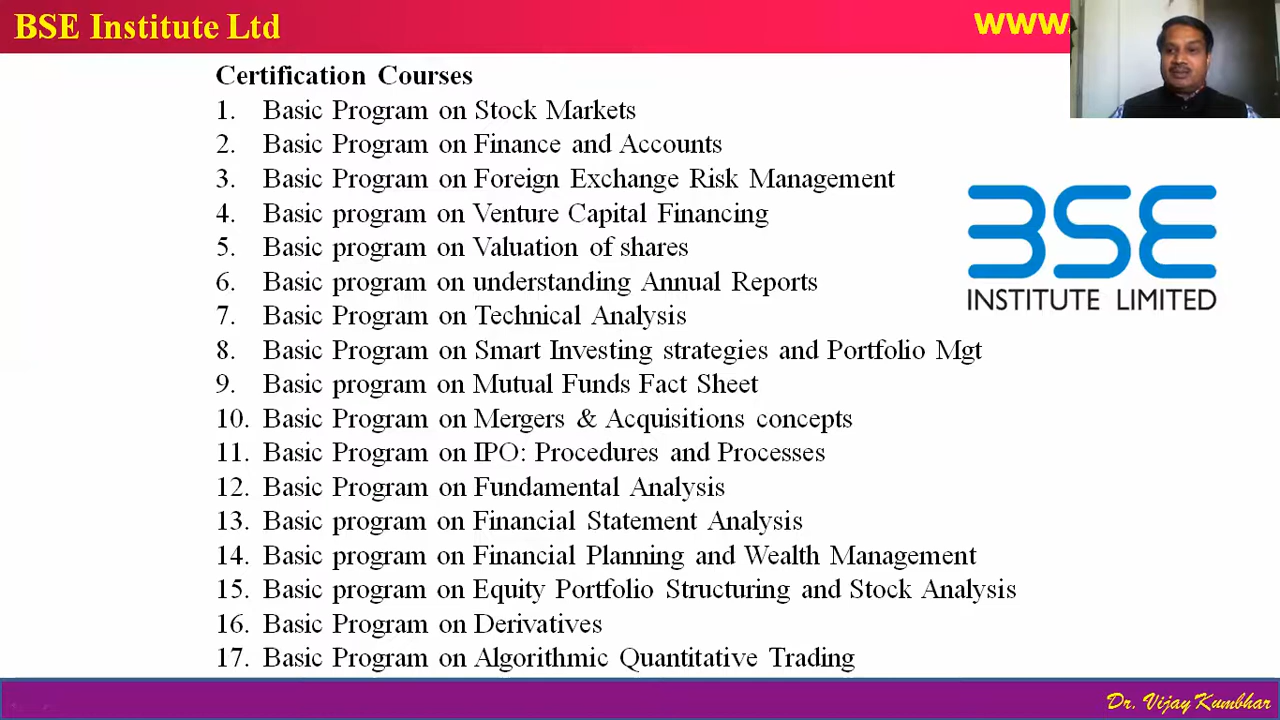 BSE Institute Ltd
www.
Certification Courses
1. Basic Program on Stock Markets
2. Basic Program on Finance and Accounts
3. Basic Program on Foreign Exchange Risk Management
4. Basic program on Venture Capital Financing
5. Basic program on Valuation of shares
6. Basic program on understanding Annual Reports
7. Basic Program on Technical Analysis
8. Basic Program on Smart Investing strategies and Portfolio Mgt
9. Basic program on Mutual Funds Fact Sheet
10. Basic Program on Mergers & Acquisitions concepts
11. Basic Program on IPO: Procedures and Processes
12. Basic Program on Fundamental Analysis
13. Basic program on Financial Statement Analysis
14. Basic program on Financial Planning and Wealth Management
15. Basic program on Equity Portfolio Structuring and Stock Analysis
16. Basic Program on Derivatives
17. Basic Program on Algorithmic Quantitative Trading
BSE
INSTITUTE LIMITED
Dr. Vijay Kumbhar